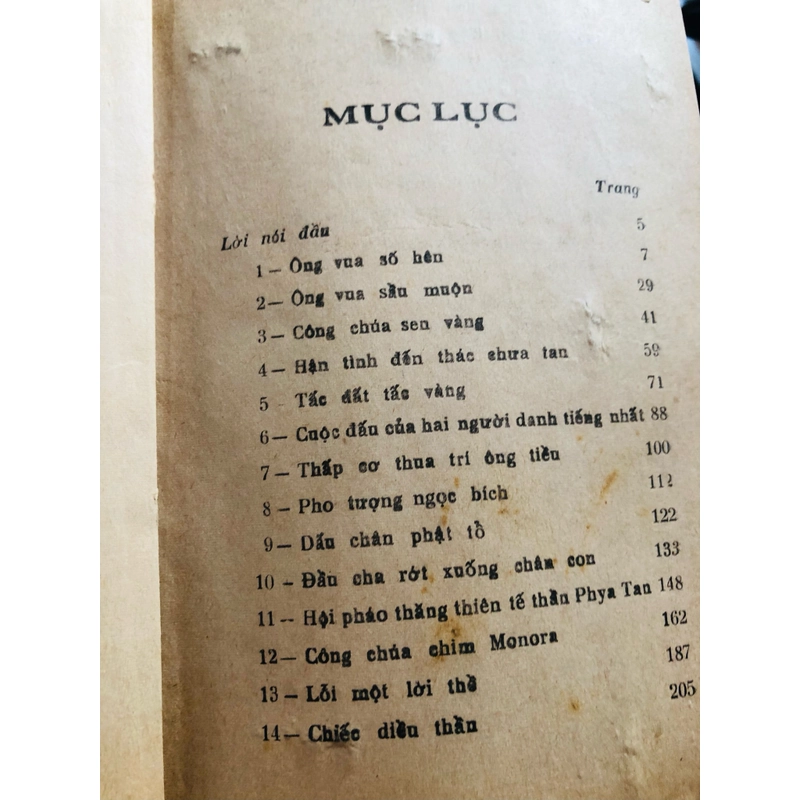 MỤC LỤC
Trang
Lời nói đầu 5
1 — Ông vua số hên 7
2 — Ông vua sầu muộn 29
3 — Công chúa sen vàng 41
4 — Hận tình đến thác chưa tan 59
5 - Tấc đất tấc vàng 71
6 — Cuộc đấu của hai người danh tiếng nhất 88
7 — Thấp cơ thua trí ông tiều 100
8 — Pho tượng ngọc bích 112
9 — Dấu chân phật tổ 122
10 - Đầu cha rớt xuống chân con 133
11 - Hội pháo thăng thiên tế thần Phya Tan 148
12 — Công chúa chim Monora 162
13 — Lỗi một lời thề 187
14 — Chiếc diều thần 205